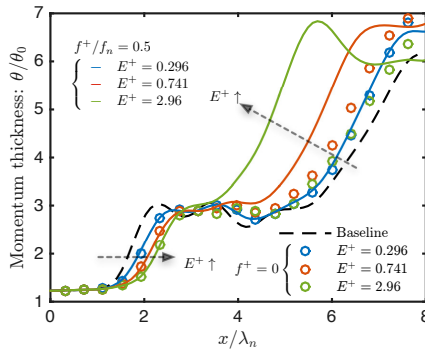 Momentum thickness: θ/θ₀
7
6
5
4
3
2
1
f⁺/fₙ = 0.5
E⁺ = 0.296
E⁺ = 0.741
E⁺ = 2.96
E⁺ ↑
E⁺ ↑
Baseline
f⁺ = 0
E⁺ = 0.296
E⁺ = 0.741
E⁺ = 2.96
0 2 4 6 8
x/λₙ